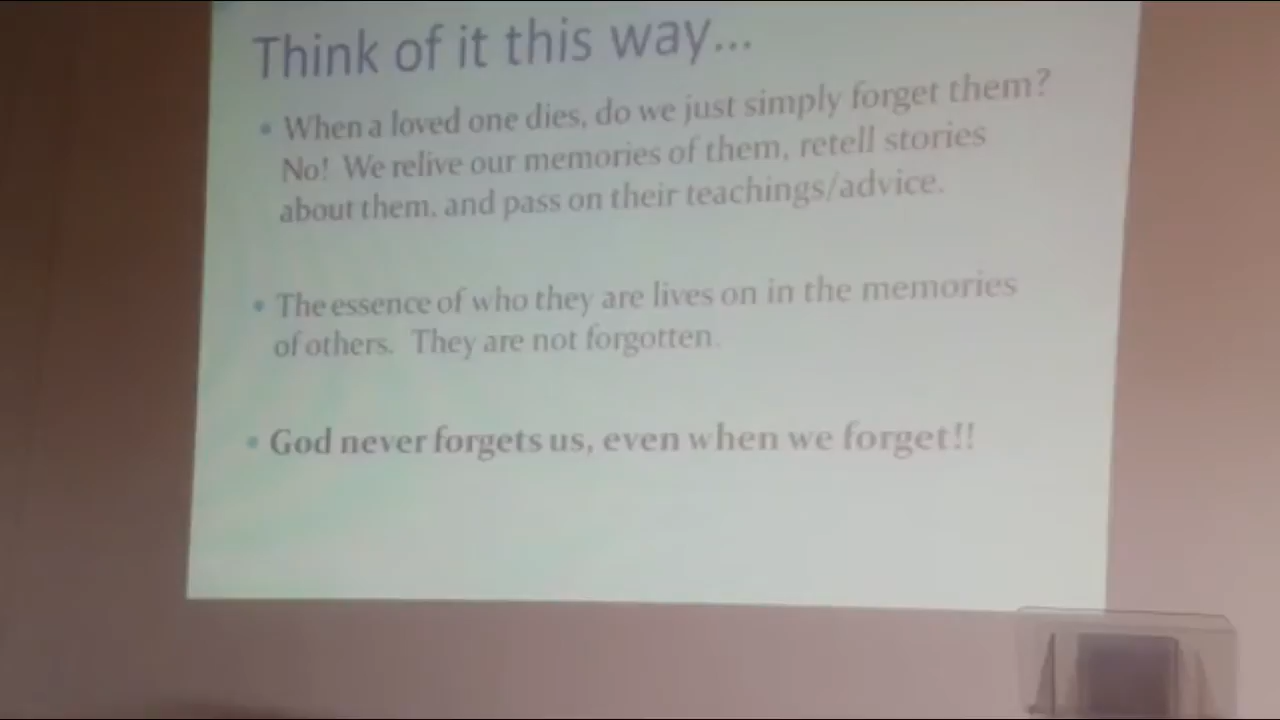 Think of it this way...
• When a loved one dies, do we just simply forget them?
No! We relive our memories of them, retell stories
about them, and pass on their teachings/advice.
• The essence of who they are lives on in the memories
of others. They are not forgotten.
• God never forgets us, even when we forget!!